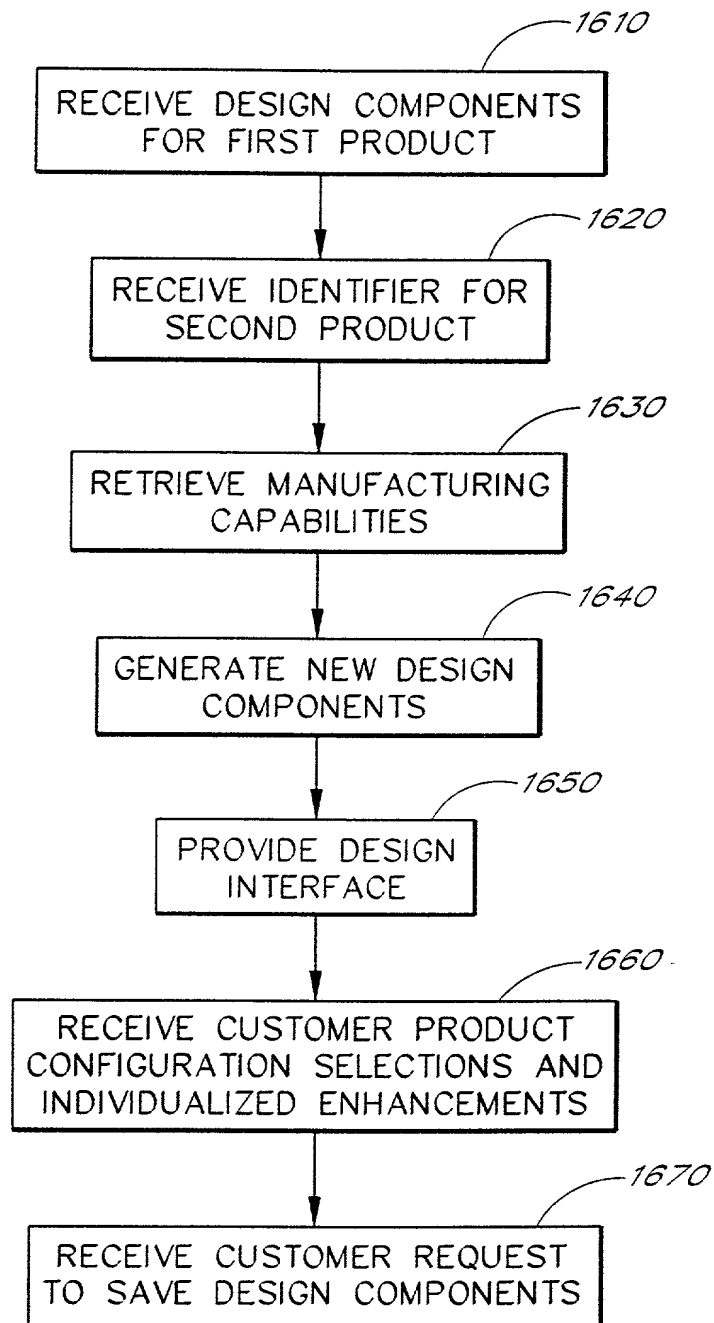 1610
RECEIVE DESIGN COMPONENTS
FOR FIRST PRODUCT
1620
RECEIVE IDENTIFIER FOR
SECOND PRODUCT
1630
RETRIEVE MANUFACTURING
CAPABILITIES
1640
GENERATE NEW DESIGN
COMPONENTS
1650
PROVIDE DESIGN
INTERFACE
1660
RECEIVE CUSTOMER PRODUCT
CONFIGURATION SELECTIONS AND
INDIVIDUALIZED ENHANCEMENTS
1670
RECEIVE CUSTOMER REQUEST
TO SAVE DESIGN COMPONENTS